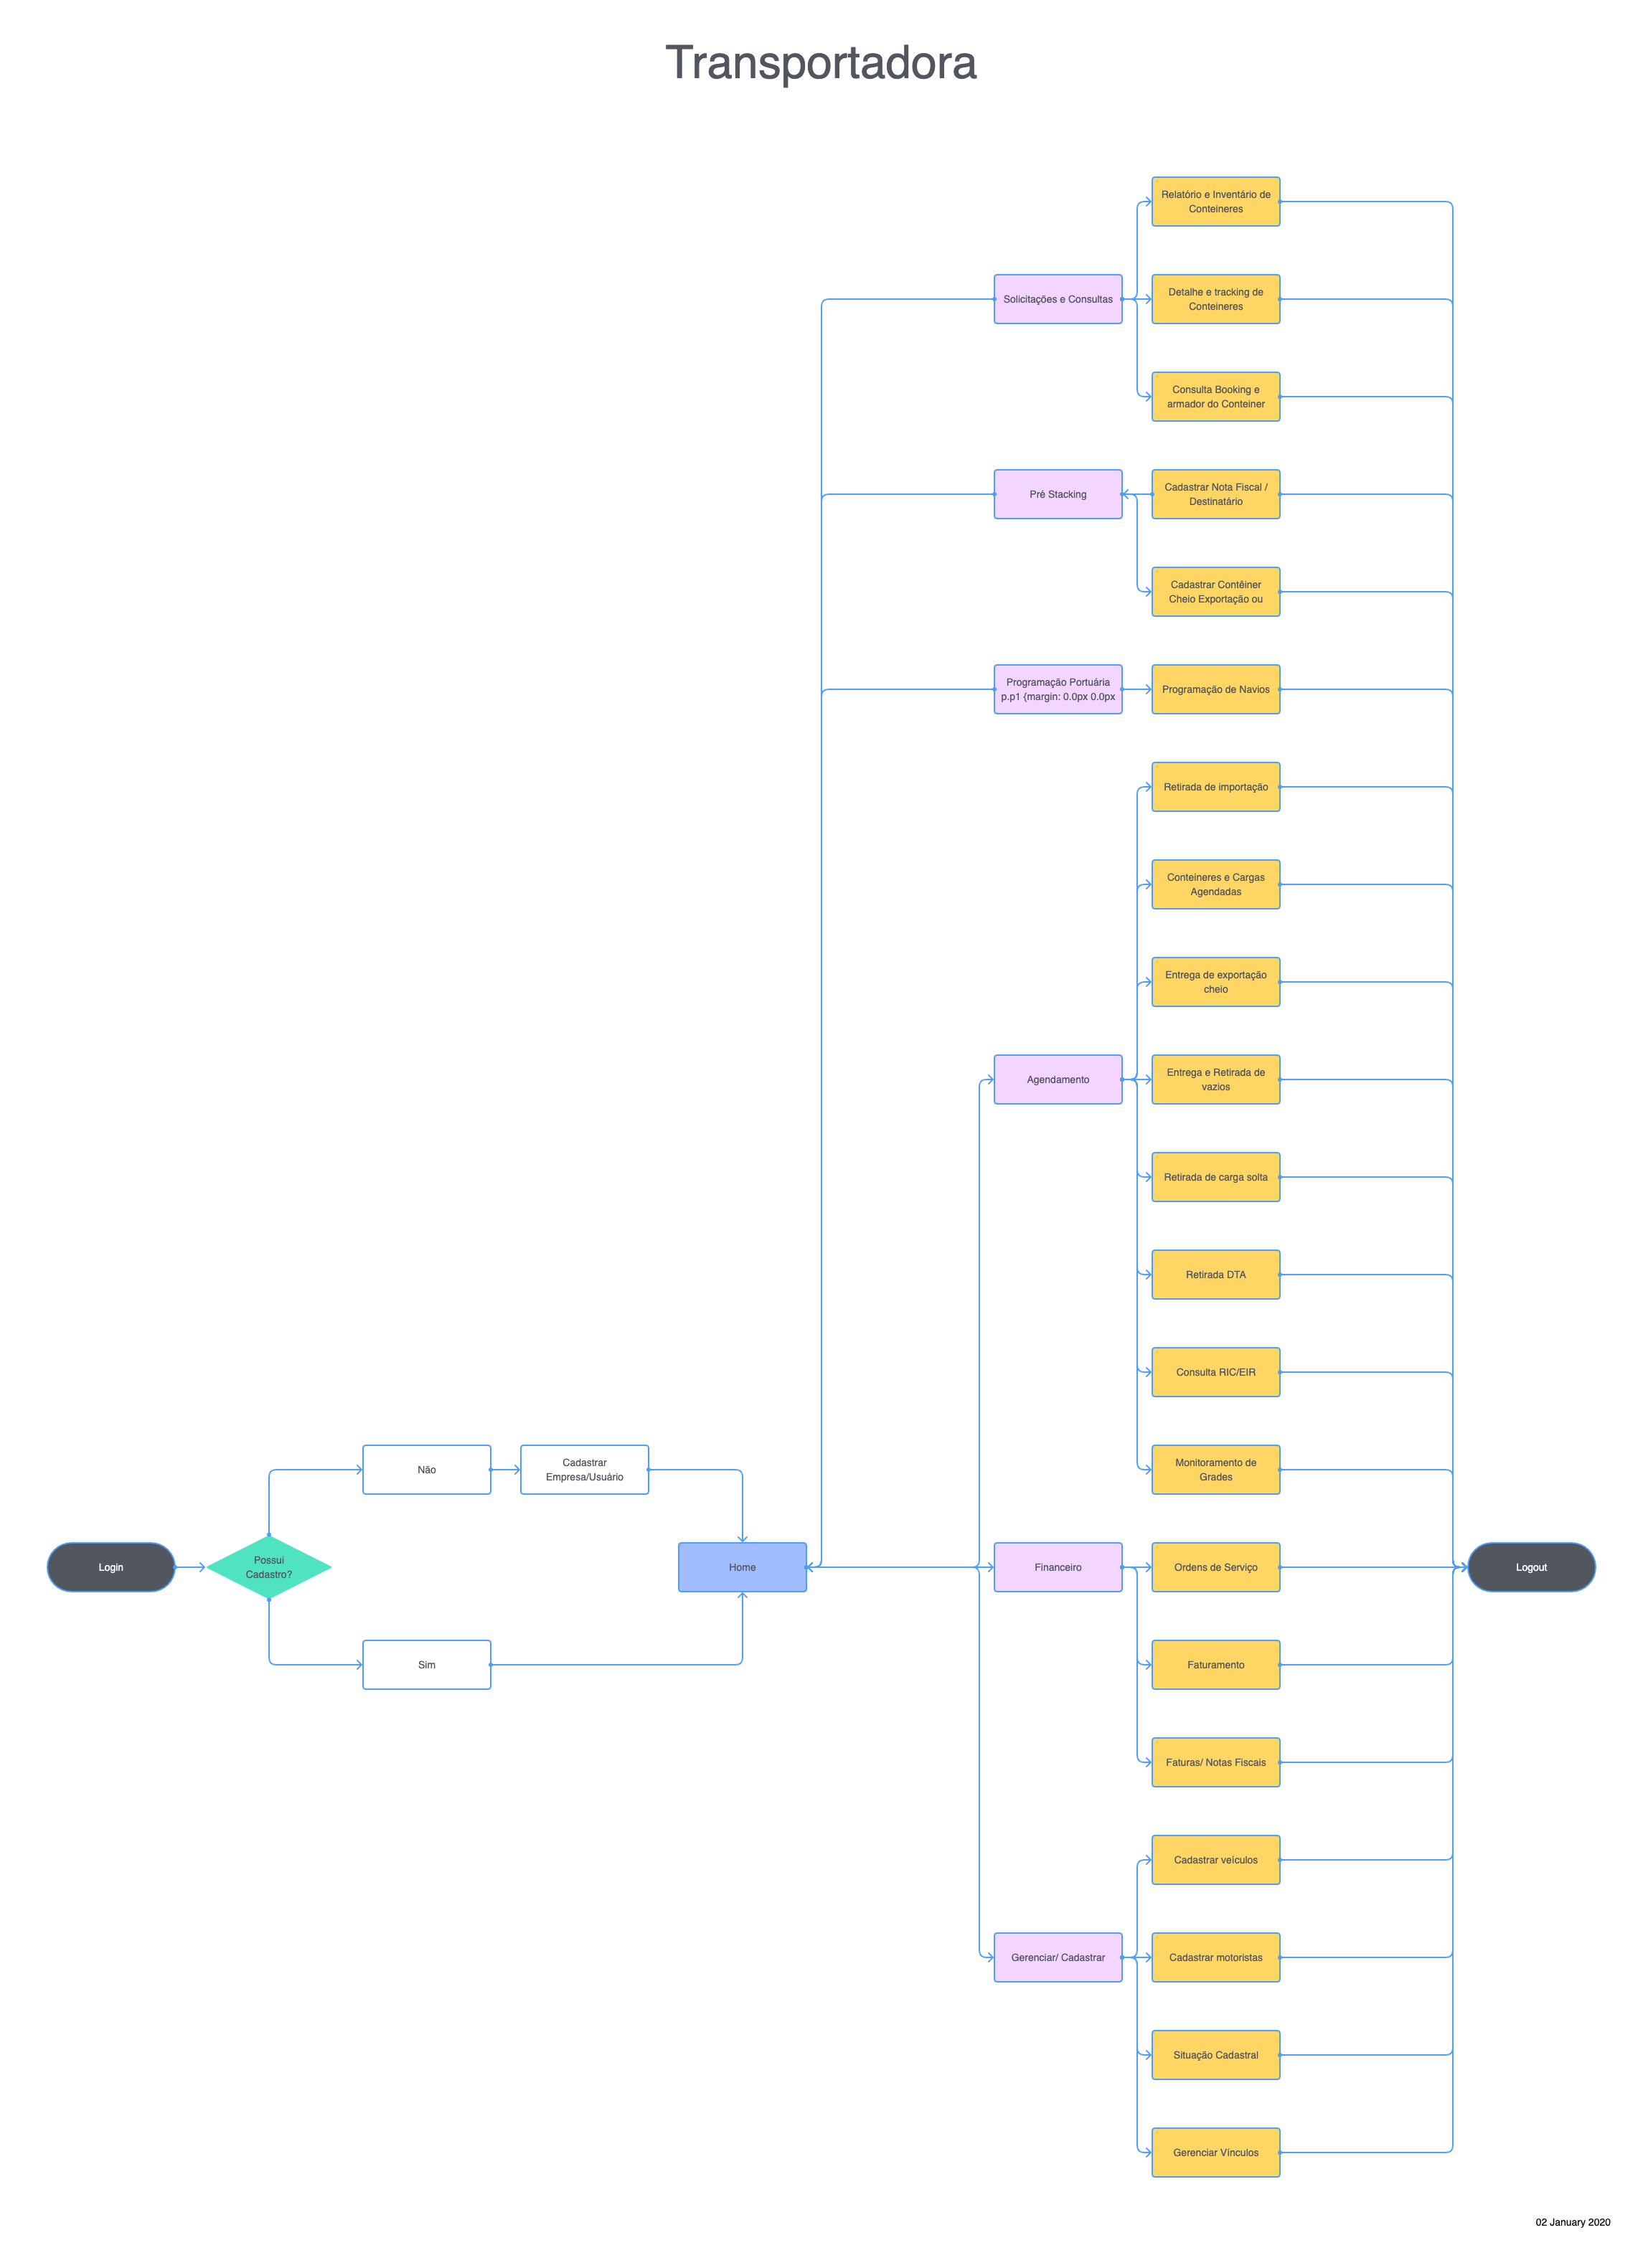 Transportadora
Relatório e Inventário de
Conteineres
Solicitações e Consultas
Detalhe e tracking de
Conteineres
Consulta Booking e
armador do Conteiner
Pré Stacking
Cadastrar Nota Fiscal /
Destinatário
Cadastrar Contêiner
Cheio Exportação ou
Programação Portuária
p.p1 {margin: 0.0px 0.0px
Programação de Navios
Retirada de importação
Conteineres e Cargas
Agendadas
Entrega de exportação
cheio
Agendamento
Entrega e Retirada de
vazios
Retirada de carga solta
Retirada DTA
Consulta RIC/EIR
Não
Cadastrar
Empresa/Usuário
Monitoramento de
Grades
Login
Possui
Cadastro?
Home
Financeiro
Ordens de Serviço
Logout
Sim
Faturamento
Faturas/ Notas Fiscais
Cadastrar veículos
Gerenciar/ Cadastrar
Cadastrar motoristas
Situação Cadastral
Gerenciar Vínculos
02 January 2020